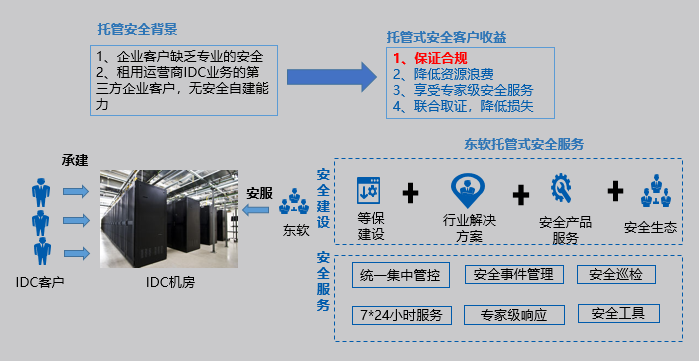 托管安全背景
1、企业客户缺乏专业的安全
2、租用运营商IDC业务的第
三方企业客户，无安全自建能
力
托管式安全客户收益
1、保证合规
2、降低资源浪费
3、享受专家级安全服务
4、联合取证，降低损失
承建
IDC客户
IDC机房
安服
东软
东软托管式安全服务
安全建设
等保
建设
行业解决
方案
安全产品
服务
安全生态
安全服务
统一集中管控
安全事件管理
安全巡检
7*24小时服务
专家级响应
安全工具